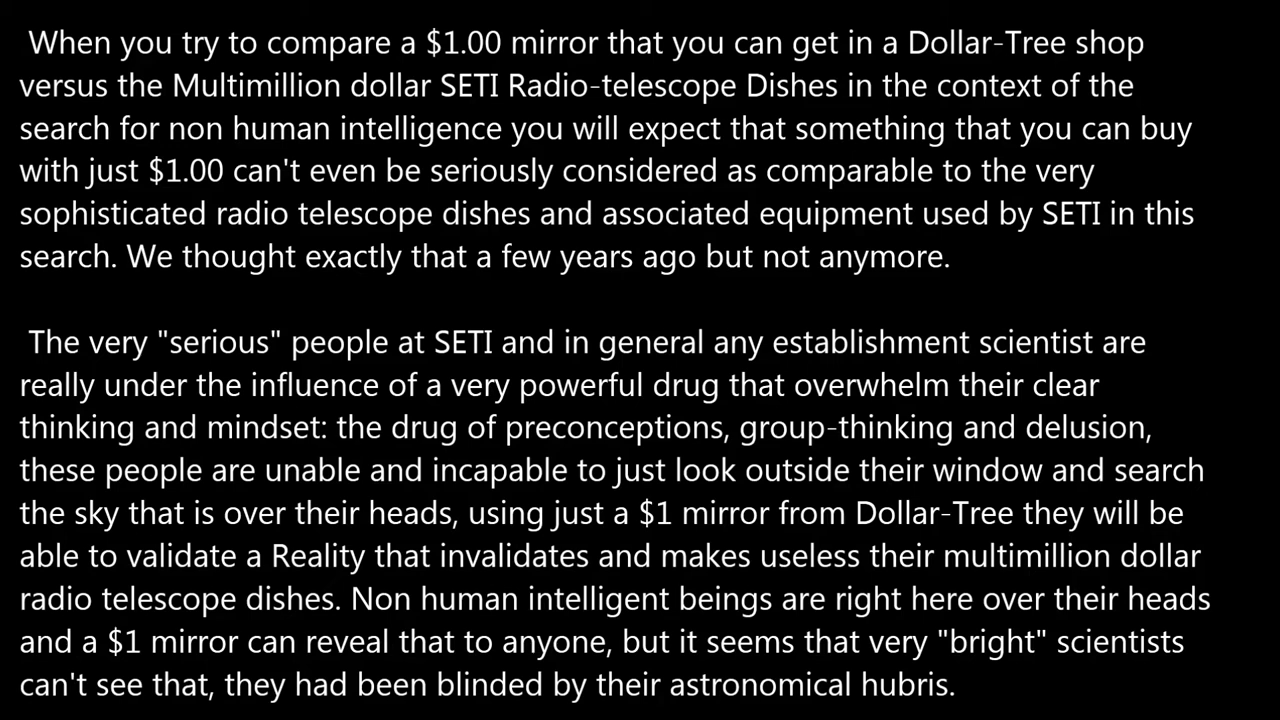 When you try to compare a $1.00 mirror that you can get in a Dollar-Tree shop
versus the Multimillion dollar SETI Radio-telescope Dishes in the context of the
search for non human intelligence you will expect that something that you can buy
with just $1.00 can't even be seriously considered as comparable to the very
sophisticated radio telescope dishes and associated equipment used by SETI in this
search. We thought exactly that a few years ago but not anymore.
The very "serious" people at SETI and in general any establishment scientist are
really under the influence of a very powerful drug that overwhelm their clear
thinking and mindset: the drug of preconceptions, group-thinking and delusion,
these people are unable and incapable to just look outside their window and search
the sky that is over their heads, using just a $1 mirror from Dollar-Tree they will be
able to validate a Reality that invalidates and makes useless their multimillion dollar
radio telescope dishes. Non human intelligent beings are right here over their heads
and a $1 mirror can reveal that to anyone, but it seems that very "bright" scientists
can't see that, they had been blinded by their astronomical hubris.